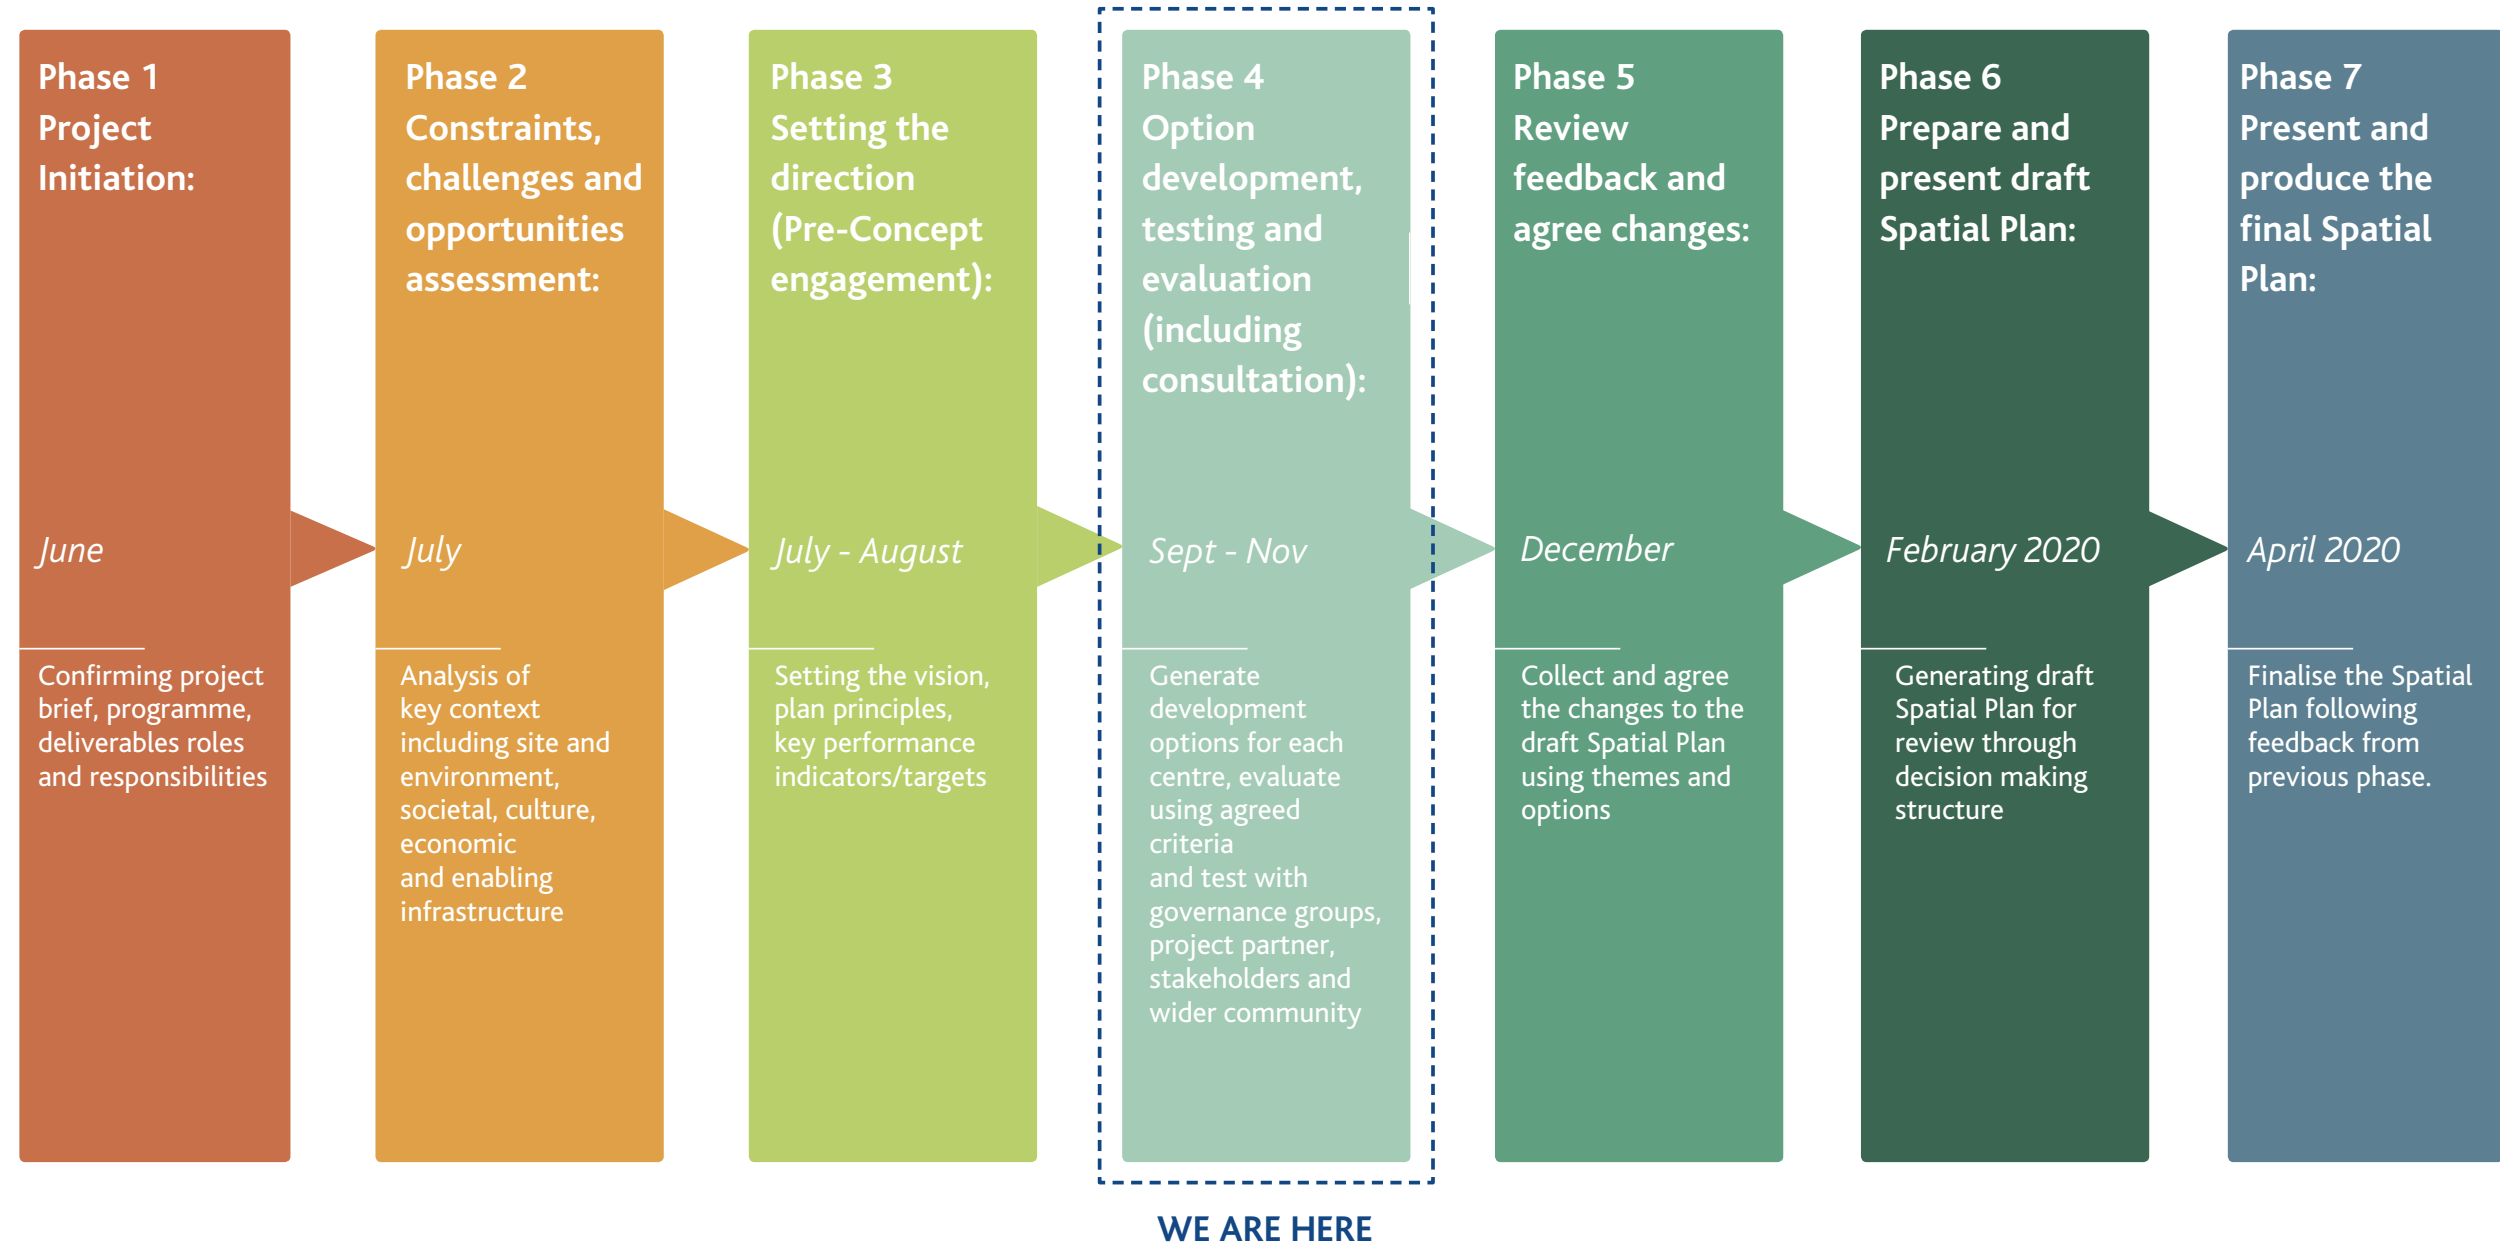 Phase 1
Project
Initiation:
June
Confirming project
brief, programme,
deliverables roles
and responsibilities
Phase 2
Constraints,
challenges and
opportunities
assessment:
July
Analysis of
key context
including site and
environment,
societal, culture,
economic
and enabling
infrastructure
Phase 3
Setting the
direction
(Pre-Concept
engagement):
July - August
Setting the vision,
plan principles,
key performance
indicators/targets
Phase 4
Option
development,
testing and
evaluation
(including
consultation):
Sept - Nov
Generate
development
options for each
centre, evaluate
using agreed
criteria
and test with
governance groups,
project partner,
stakeholders and
wider community
Phase 5
Review
feedback and
agree changes:
December
Collect and agree
the changes to the
draft Spatial Plan
using themes and
options
Phase 6
Prepare and
present draft
Spatial Plan:
February 2020
Generating draft
Spatial Plan for
review through
decision making
structure
Phase 7
Present and
produce the
final Spatial
Plan:
April 2020
Finalise the Spatial
Plan following
feedback from
previous phase.
WE ARE HERE